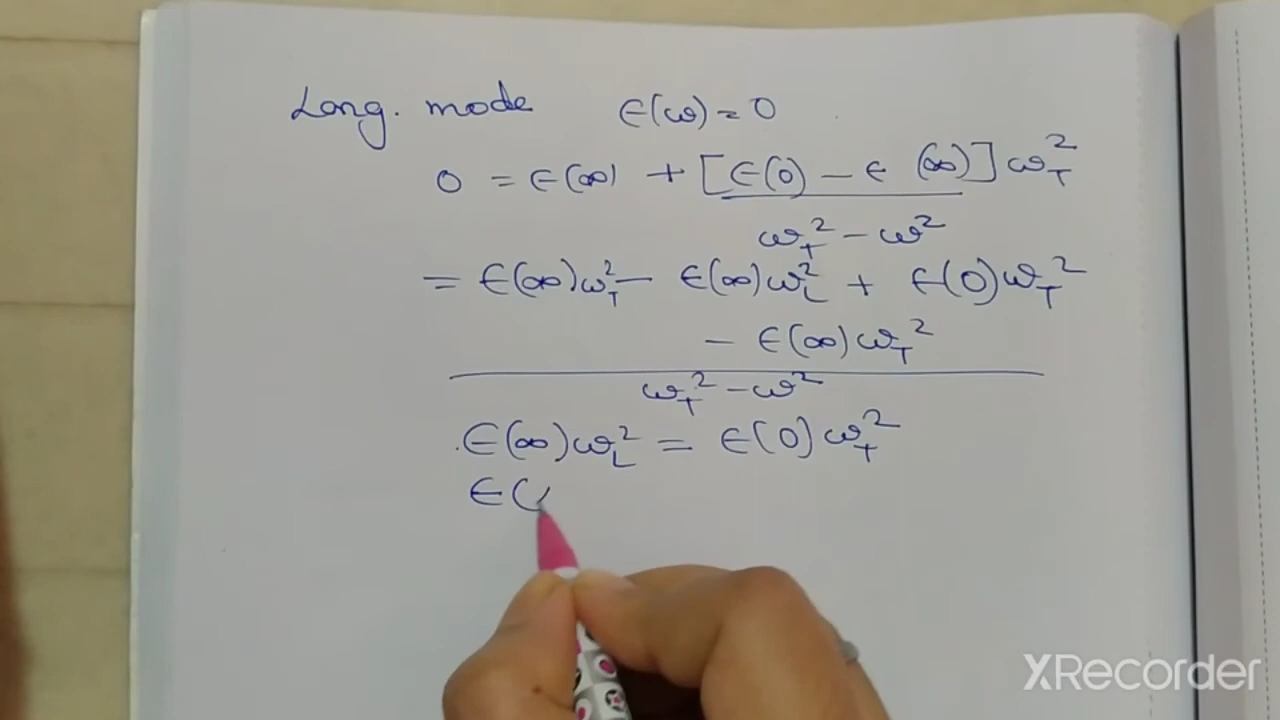 Long. mode ∈(ω) = 0
0 = ∈(∞) + [∈(0) − ∈ (∞)] ω_T²
ω_T² − ω²
= ∈(∞)ω_T² − ∈(∞)ω_L² + ∈(0)ω_T²
− ∈(∞)ω_T²
ω_T² − ω²
∈(∞)ω_L² = ∈(0)ω_T²
∈(
XRecorder